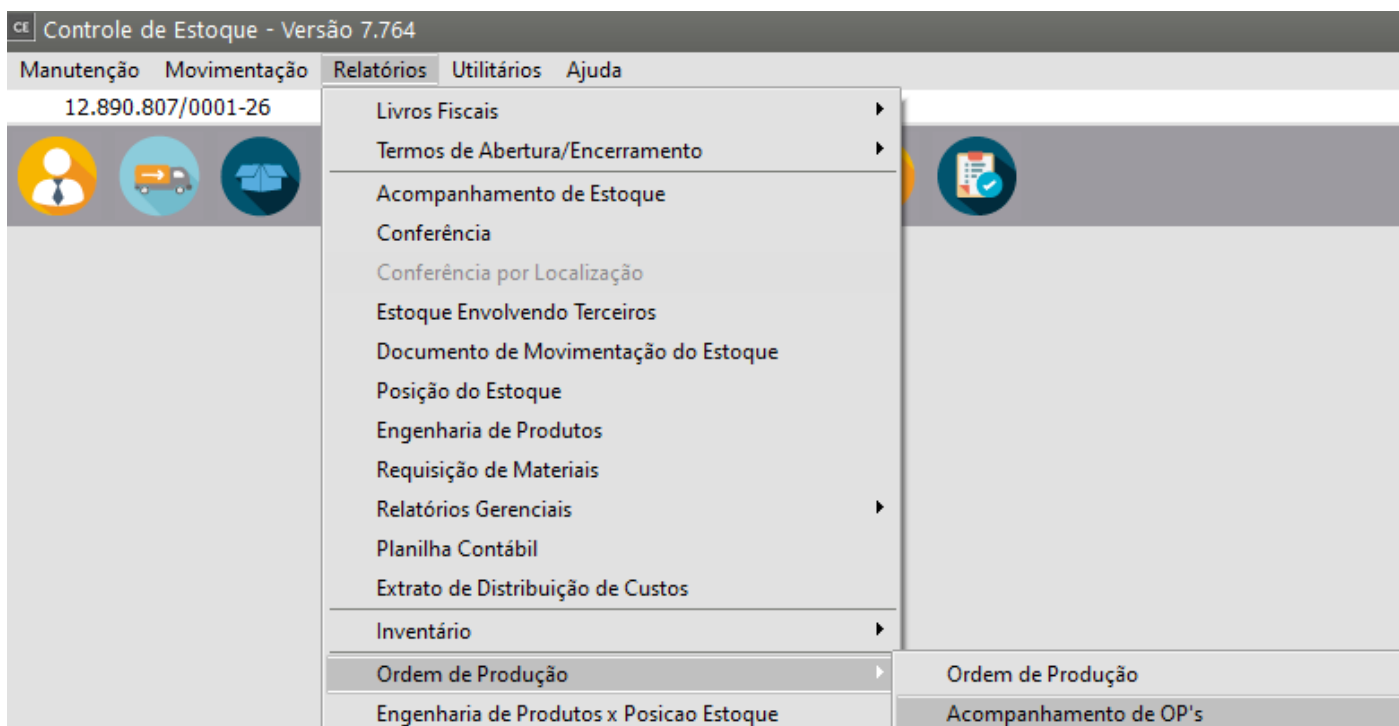 CE Controle de Estoque - Versão 7.764
Manutenção Movimentação Relatórios Utilitários Ajuda
12.890.807/0001-26
Livros Fiscais
Termos de Abertura/Encerramento
Acompanhamento de Estoque
Conferência
Conferência por Localização
Estoque Envolvendo Terceiros
Documento de Movimentação do Estoque
Posição do Estoque
Engenharia de Produtos
Requisição de Materiais
Relatórios Gerenciais
Planilha Contábil
Extrato de Distribuição de Custos
Inventário
Ordem de Produção
Ordem de Produção
Engenharia de Produtos x Posicao Estoque
Acompanhamento de OP's